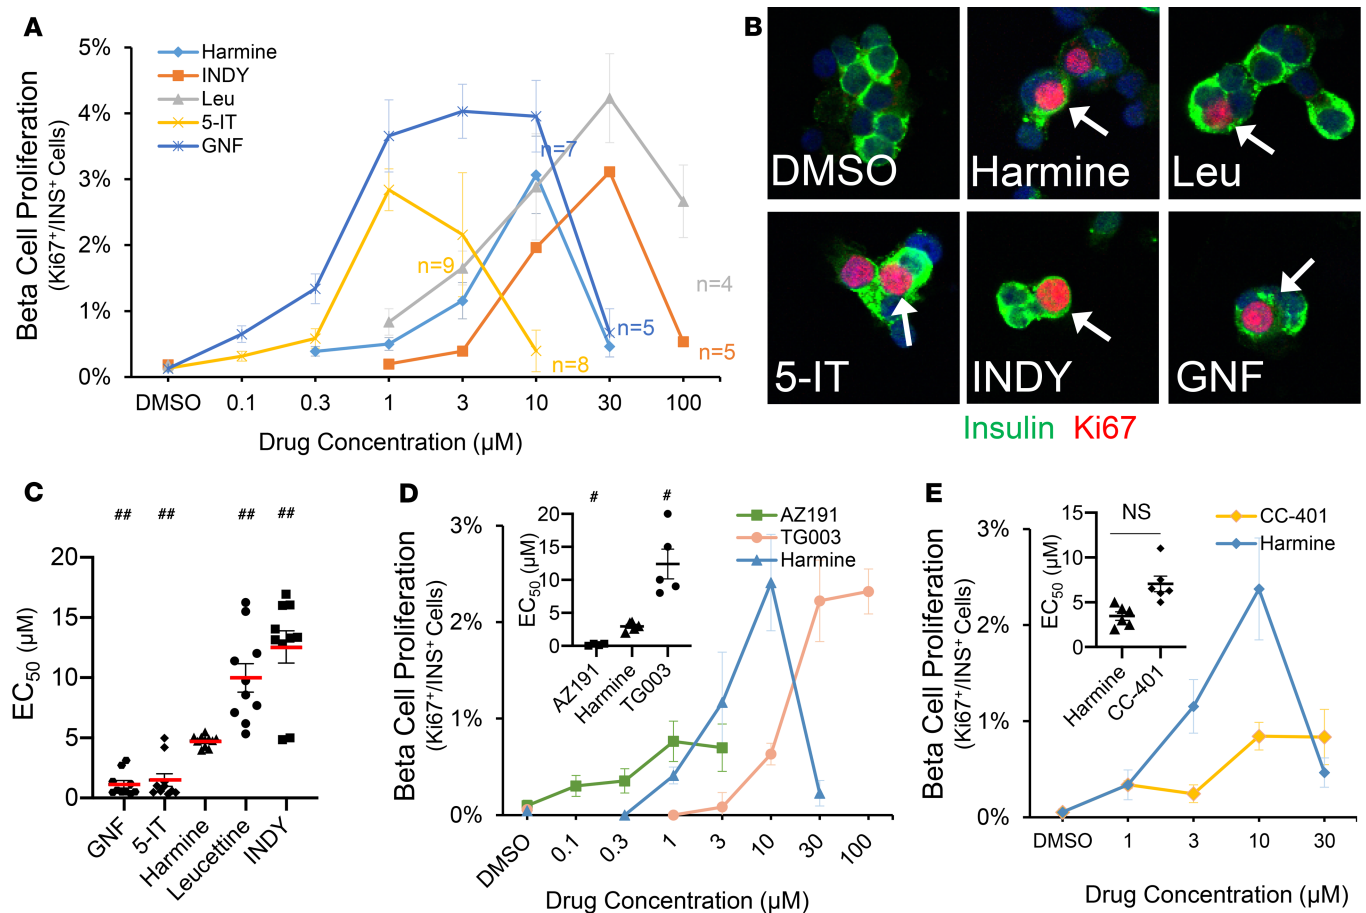 A
Beta Cell Proliferation
(Ki67⁺/INS⁺ Cells)
5%
4%
3%
2%
1%
0%
Harmine
INDY
Leu
5-IT
GNF
n=7
n=9
n=4
n=5
n=5
n=8
DMSO
0.1
0.3
1
3
10
30
100
Drug Concentration (µM)
B
DMSO
Harmine
Leu
5-IT
INDY
GNF
Insulin Ki67
C
## ## ## ##
EC₅₀ (µM)
20
15
10
5
0
GNF
5-IT
Harmine
Leucettine
INDY
D
Beta Cell Proliferation
(Ki67⁺/INS⁺ Cells)
3%
2%
1%
0%
# #
EC₅₀ (µM)
20
15
10
5
0
AZ191
Harmine
TG003
AZ191
TG003
Harmine
DMSO
0.1
0.3
1
3
10
30
100
Drug Concentration (µM)
E
Beta Cell Proliferation
(Ki67⁺/INS⁺ Cells)
3%
2%
1%
0%
EC₅₀ (µM)
15
10
5
0
NS
Harmine
CC-401
CC-401
Harmine
DMSO
1
3
10
30
Drug Concentration (µM)